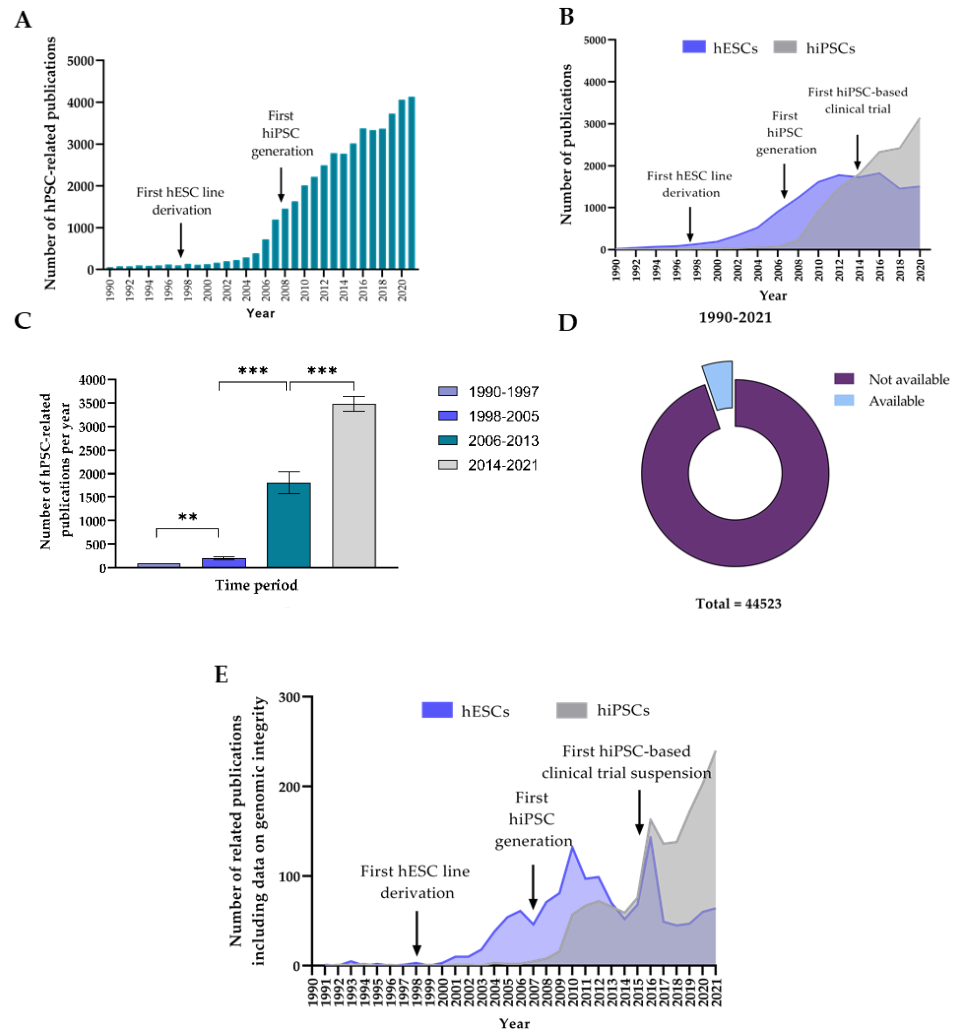 A
Number of hPSC-related publications
5000
4000
3000
2000
1000
0
First
hiPSC
generation
First hESC line
derivation
1990
1992
1994
1996
1998
2000
2002
2004
2006
2008
2010
2012
2014
2016
2018
2020
Year
B
Number of publications
5000
4000
3000
2000
1000
0
hESCs
hiPSCs
First hiPSC-based
clinical trial
First
hiPSC
generation
First hESC line
derivation
1990
1992
1994
1996
1998
2000
2002
2004
2006
2008
2010
2012
2014
2016
2018
2020
Year
C
Number of hPSC-related
publications per year
4000
3500
3000
2500
2000
1500
1000
500
0
**
***
***
Time period
1990-1997
1998-2005
2006-2013
2014-2021
D
1990-2021
Not available
Available
Total = 44523
E
Number of related publications
including data on genomic integrity
300
200
100
0
hESCs
hiPSCs
First hiPSC-based
clinical trial suspension
First
hiPSC
generation
First hESC line
derivation
1990
1991
1992
1993
1994
1995
1996
1997
1998
1999
2000
2001
2002
2003
2004
2005
2006
2007
2008
2009
2010
2011
2012
2013
2014
2015
2016
2017
2018
2019
2020
2021
Year